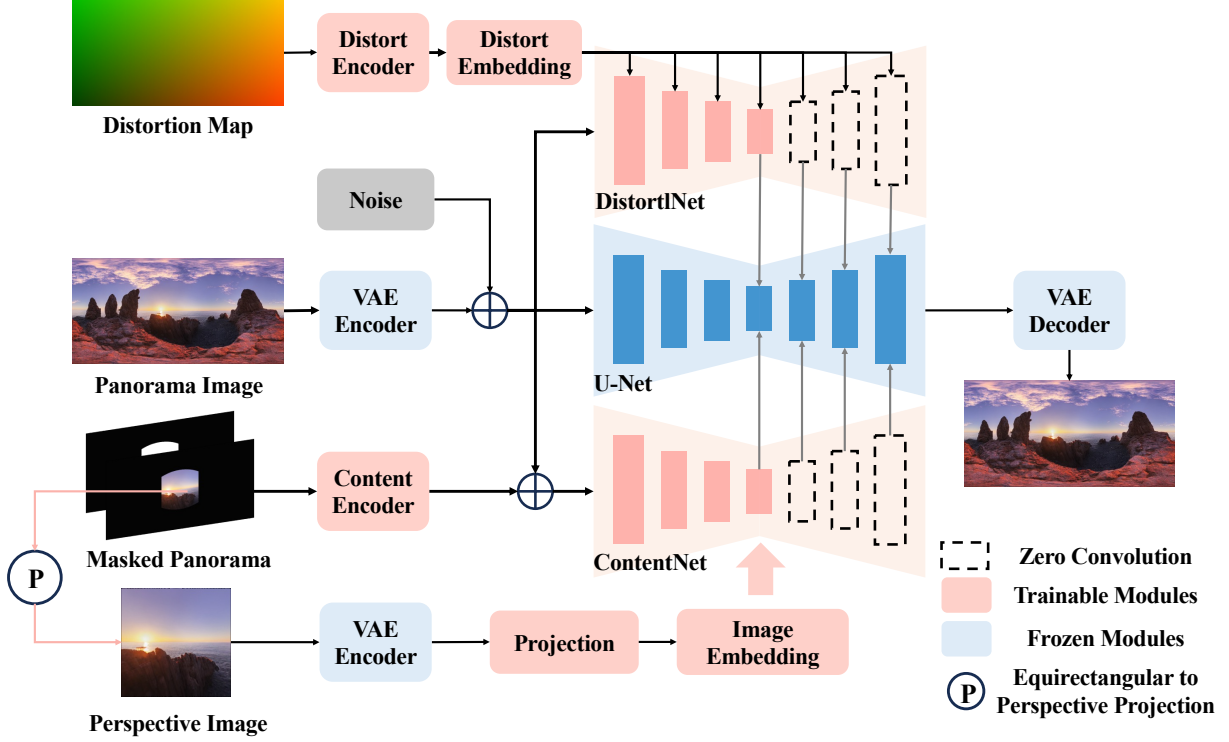 Distort
Encoder
Distort
Embedding
Distortion Map
Noise
DistortlNet
VAE
Encoder
VAE
Decoder
Panorama Image
U-Net
Content
Encoder
Masked Panorama
ContentNet
P
VAE
Encoder
Projection
Image
Embedding
Perspective Image
Zero Convolution
Trainable Modules
Frozen Modules
P
Equirectangular to
Perspective Projection